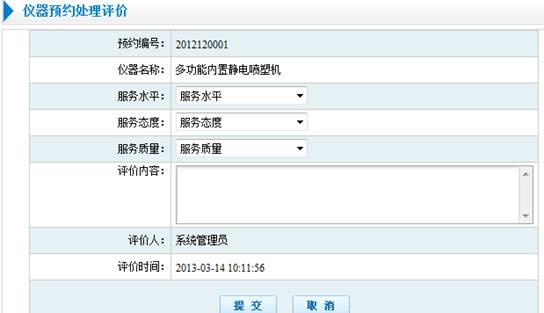 仪器预约处理评价
预约编号： 2012120001
仪器名称： 多功能内置静电喷塑机
服务水平： 服务水平
服务态度： 服务态度
服务质量： 服务质量
评价内容：
评价人： 系统管理员
评价时间： 2013-03-14 10:11:56
提 交 取 消